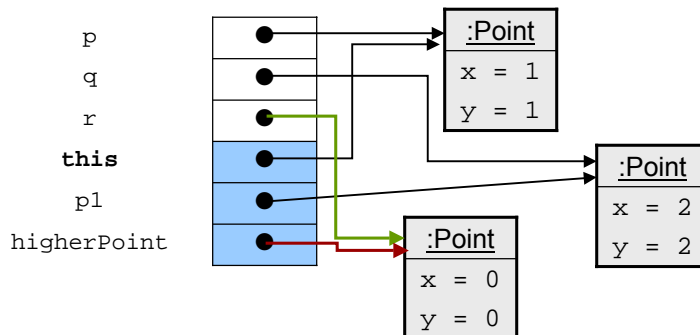 p
q
r
this
p1
higherPoint
:Point
x = 1
y = 1
:Point
x = 2
y = 2
:Point
x = 0
y = 0